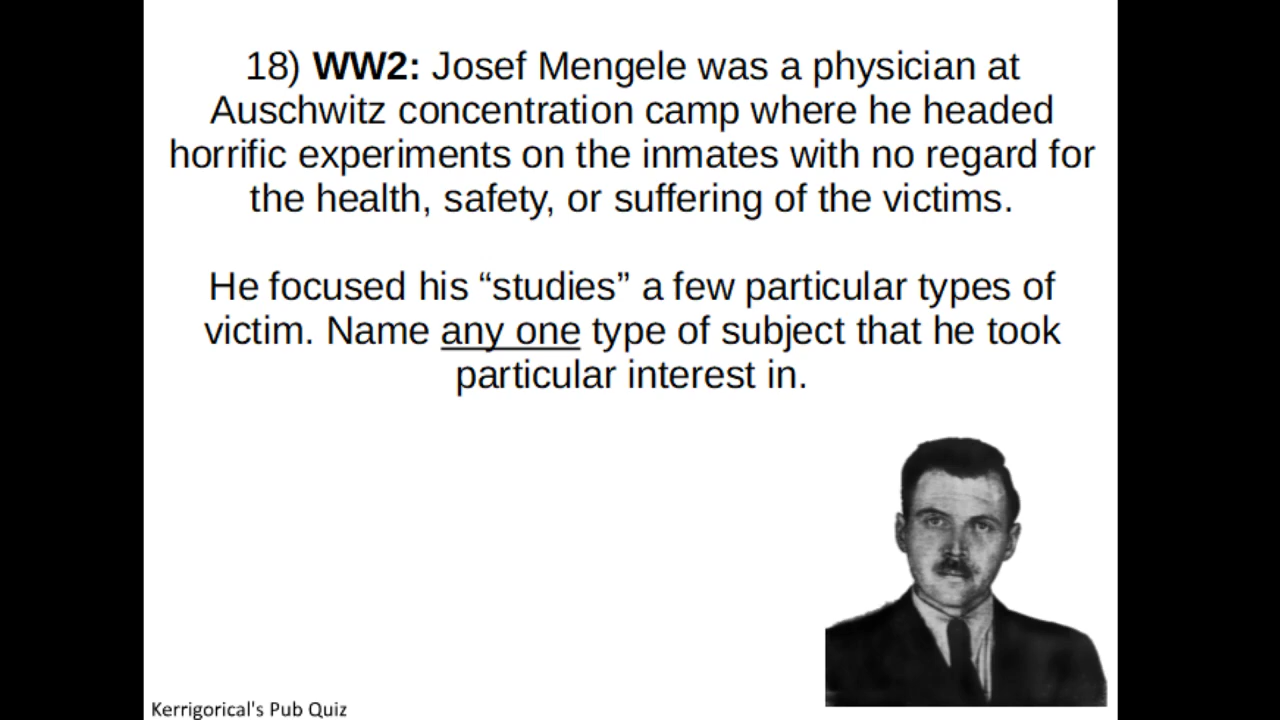 18) WW2: Josef Mengele was a physician at
Auschwitz concentration camp where he headed
horrific experiments on the inmates with no regard for
the health, safety, or suffering of the victims.
He focused his “studies” a few particular types of
victim. Name any one type of subject that he took
particular interest in.
Kerrigorical's Pub Quiz